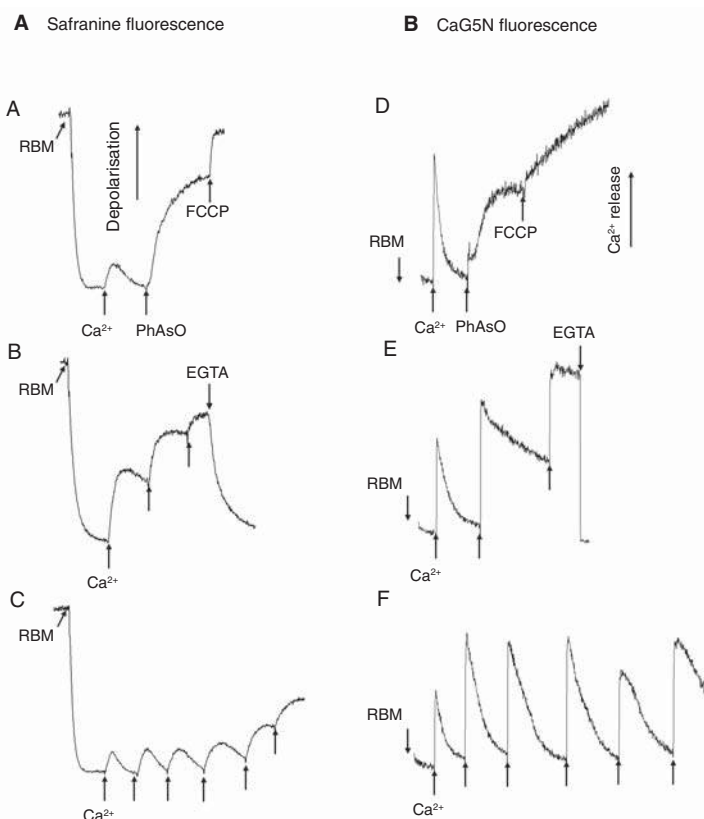 A Safranine fluorescence
B CaG5N fluorescence
A
RBM
Depolarisation
FCCP
Ca²⁺
PhAsO
D
RBM
FCCP
Ca²⁺ release
Ca²⁺
PhAsO
B
RBM
EGTA
Ca²⁺
E
EGTA
RBM
Ca²⁺
C
RBM
Ca²⁺
F
RBM
Ca²⁺